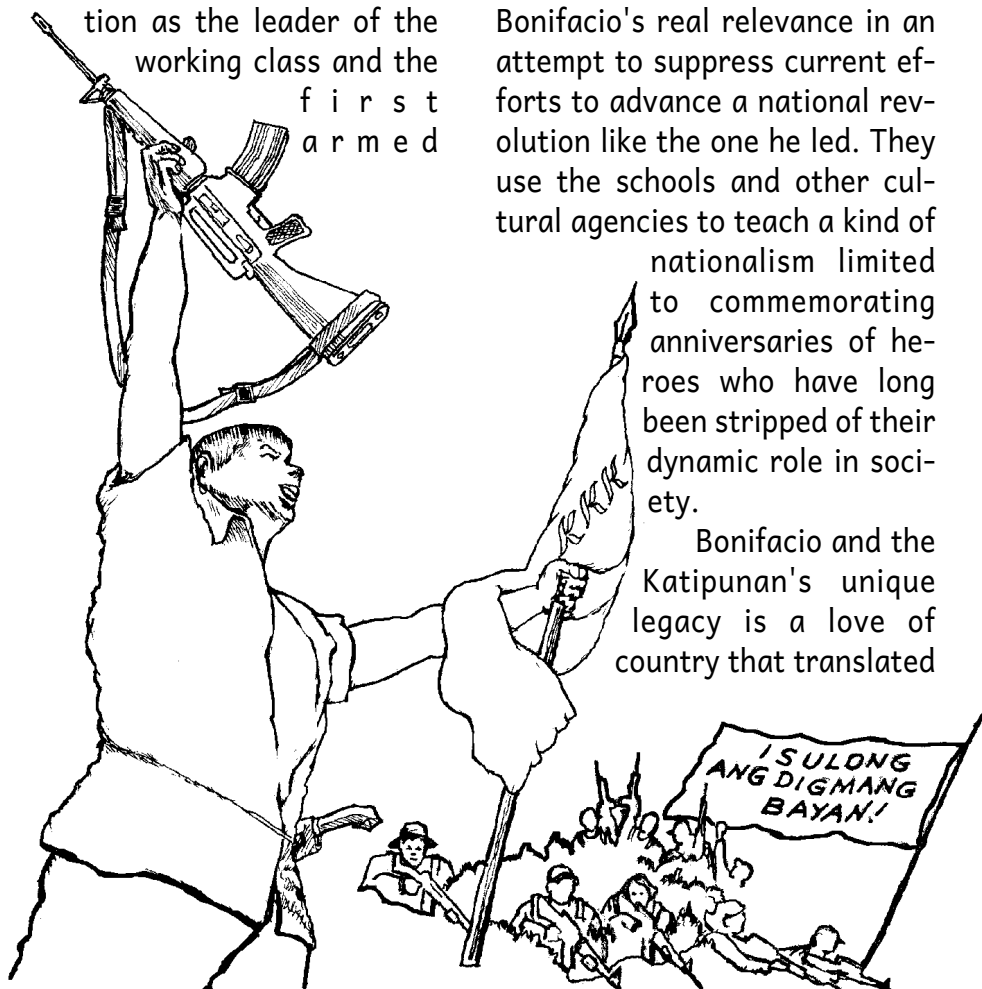 tion as the leader of the
working class and the
first
armed
Bonifacio's real relevance in an
attempt to suppress current ef-
forts to advance a national rev-
olution like the one he led. They
use the schools and other cul-
tural agencies to teach a kind of
nationalism limited
to commemorating
anniversaries of he-
roes who have long
been stripped of their
dynamic role in soci-
ety.
Bonifacio and the
Katipunan's unique
legacy is a love of
country that translated
KKK
ISULONG
ANG DIGMANG
BAYAN!